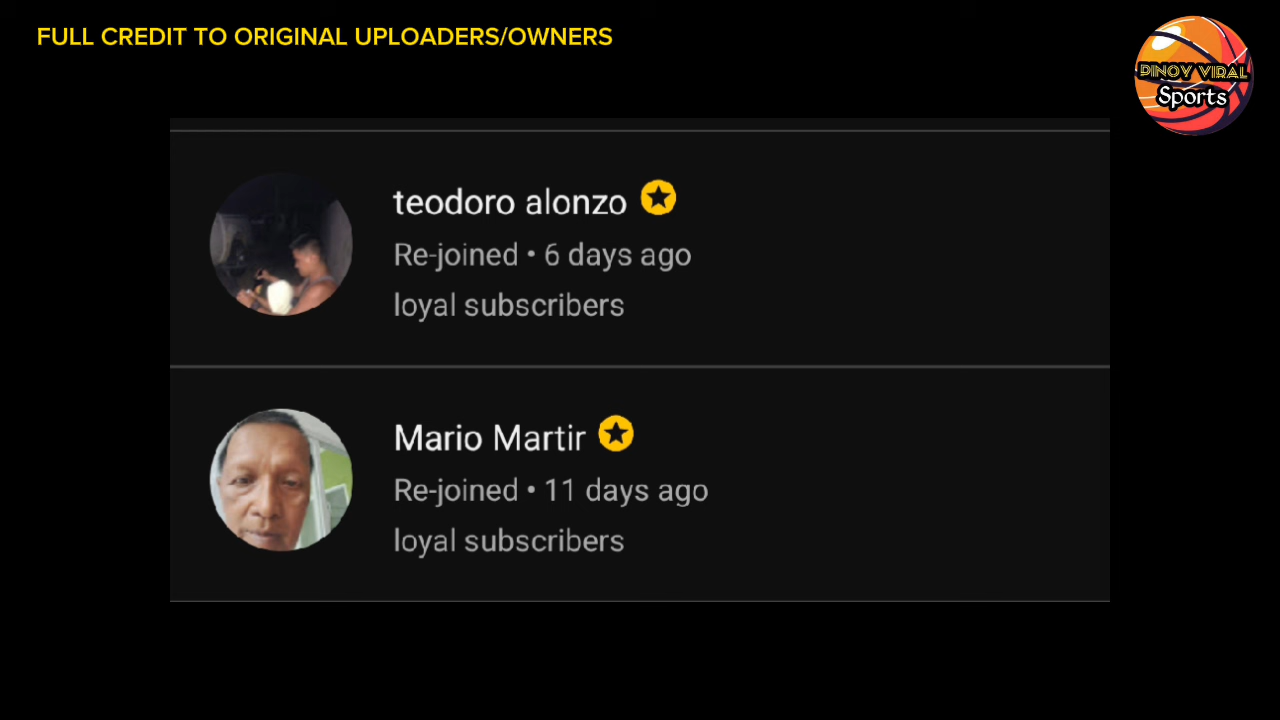 FULL CREDIT TO ORIGINAL UPLOADERS/OWNERS
PINOY VIRAL
Sports
teodoro alonzo
Re-joined • 6 days ago
loyal subscribers
Mario Martir
Re-joined • 11 days ago
loyal subscribers